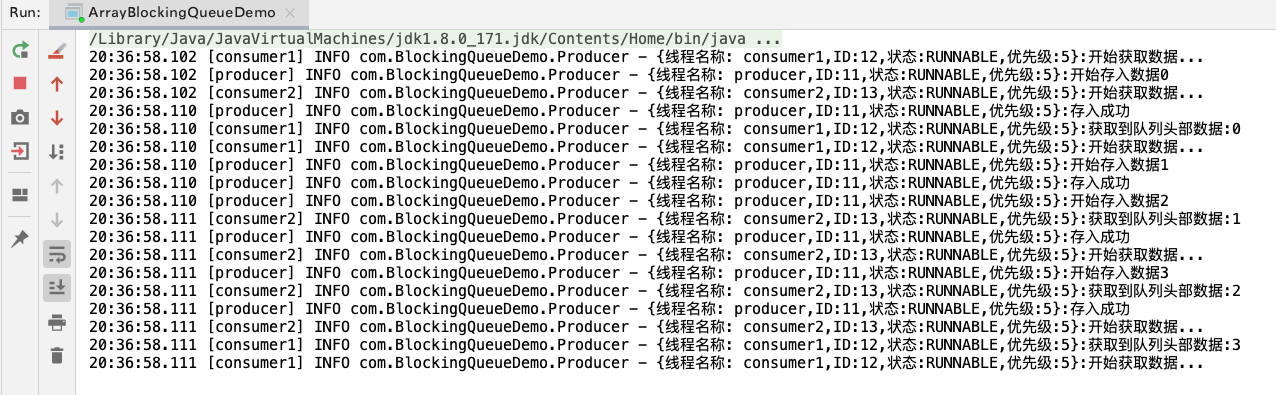 Run: ArrayBlockingQueueDemo
/Library/Java/JavaVirtualMachines/jdk1.8.0_171.jdk/Contents/Home/bin/java ...
20:36:58.102 [consumer1] INFO com.BlockingQueueDemo.Producer - {线程名称: consumer1,ID:12,状态:RUNNABLE,优先级:5}:开始获取数据...
20:36:58.102 [producer] INFO com.BlockingQueueDemo.Producer - {线程名称: producer,ID:11,状态:RUNNABLE,优先级:5}:开始存入数据0
20:36:58.102 [consumer2] INFO com.BlockingQueueDemo.Producer - {线程名称: consumer2,ID:13,状态:RUNNABLE,优先级:5}:开始获取数据...
20:36:58.110 [producer] INFO com.BlockingQueueDemo.Producer - {线程名称: producer,ID:11,状态:RUNNABLE,优先级:5}:存入成功
20:36:58.110 [consumer1] INFO com.BlockingQueueDemo.Producer - {线程名称: consumer1,ID:12,状态:RUNNABLE,优先级:5}:获取到队列头部数据:0
20:36:58.110 [consumer1] INFO com.BlockingQueueDemo.Producer - {线程名称: consumer1,ID:12,状态:RUNNABLE,优先级:5}:开始获取数据...
20:36:58.110 [producer] INFO com.BlockingQueueDemo.Producer - {线程名称: producer,ID:11,状态:RUNNABLE,优先级:5}:开始存入数据1
20:36:58.110 [producer] INFO com.BlockingQueueDemo.Producer - {线程名称: producer,ID:11,状态:RUNNABLE,优先级:5}:存入成功
20:36:58.110 [producer] INFO com.BlockingQueueDemo.Producer - {线程名称: producer,ID:11,状态:RUNNABLE,优先级:5}:开始存入数据2
20:36:58.111 [consumer2] INFO com.BlockingQueueDemo.Producer - {线程名称: consumer2,ID:13,状态:RUNNABLE,优先级:5}:获取到队列头部数据:1
20:36:58.111 [producer] INFO com.BlockingQueueDemo.Producer - {线程名称: producer,ID:11,状态:RUNNABLE,优先级:5}:存入成功
20:36:58.111 [consumer2] INFO com.BlockingQueueDemo.Producer - {线程名称: consumer2,ID:13,状态:RUNNABLE,优先级:5}:开始获取数据...
20:36:58.111 [producer] INFO com.BlockingQueueDemo.Producer - {线程名称: producer,ID:11,状态:RUNNABLE,优先级:5}:开始存入数据3
20:36:58.111 [consumer2] INFO com.BlockingQueueDemo.Producer - {线程名称: consumer2,ID:13,状态:RUNNABLE,优先级:5}:获取到队列头部数据:2
20:36:58.111 [producer] INFO com.BlockingQueueDemo.Producer - {线程名称: producer,ID:11,状态:RUNNABLE,优先级:5}:存入成功
20:36:58.111 [consumer2] INFO com.BlockingQueueDemo.Producer - {线程名称: consumer2,ID:13,状态:RUNNABLE,优先级:5}:开始获取数据...
20:36:58.111 [consumer1] INFO com.BlockingQueueDemo.Producer - {线程名称: consumer1,ID:12,状态:RUNNABLE,优先级:5}:获取到队列头部数据:3
20:36:58.111 [consumer1] INFO com.BlockingQueueDemo.Producer - {线程名称: consumer1,ID:12,状态:RUNNABLE,优先级:5}:开始获取数据...